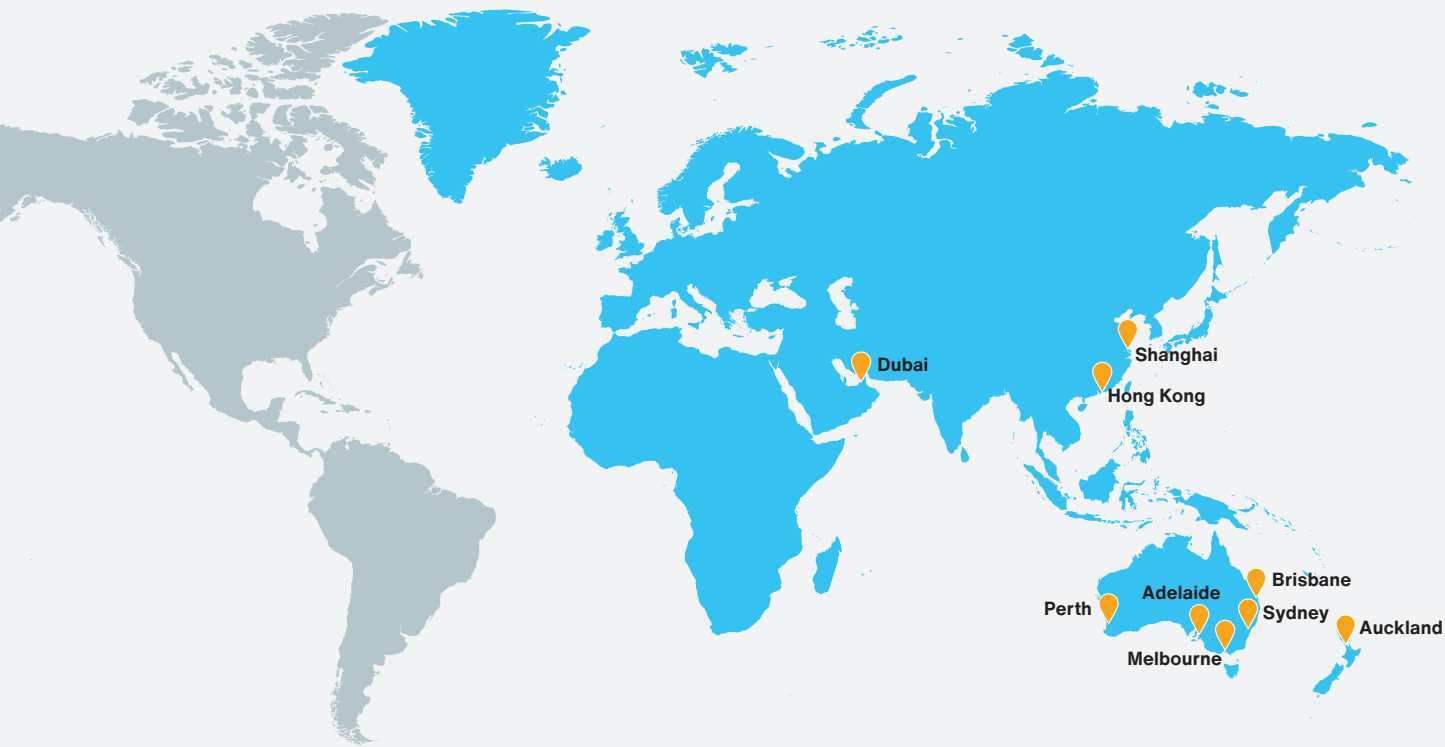 Shanghai
Dubai
Hong Kong
Brisbane
Adelaide
Perth
Sydney
Auckland
Melbourne